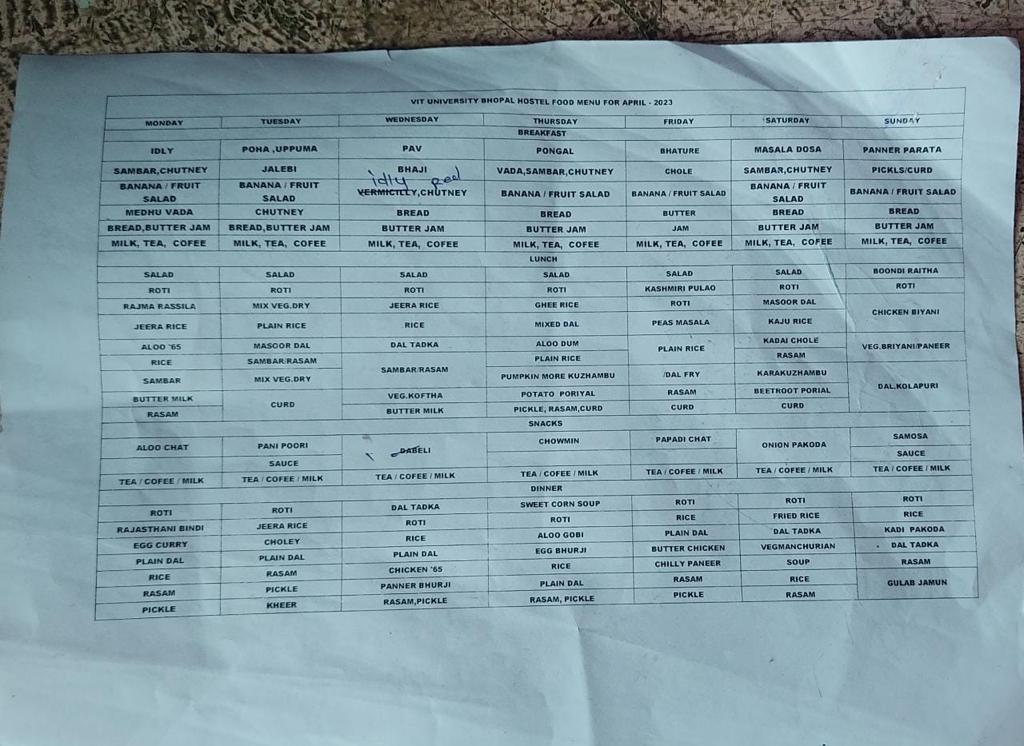 VIT UNIVERSITY BHOPAL HOSTEL FOOD MENU FOR APRIL - 2023
MONDAY TUESDAY WEDNESDAY THURSDAY FRIDAY SATURDAY SUNDAY
BREAKFAST
IDLY POHA ,UPPUMA PAV PONGAL BHATURE MASALA DOSA PANNER PARATA
SAMBAR,CHUTNEY JALEBI BHAJI VADA,SAMBAR,CHUTNEY CHOLE SAMBAR,CHUTNEY PICKLS/CURD
idly
BANANA / FRUIT SALAD BANANA / FRUIT SALAD VERMICILLY,CHUTNEY BANANA / FRUIT SALAD BANANA / FRUIT SALAD BANANA / FRUIT SALAD BANANA / FRUIT SALAD
MEDHU VADA CHUTNEY BREAD BREAD BUTTER BREAD BREAD
BREAD,BUTTER JAM BREAD,BUTTER JAM BUTTER JAM BUTTER JAM JAM BUTTER JAM BUTTER JAM
MILK, TEA, COFEE MILK, TEA, COFEE MILK, TEA, COFEE MILK, TEA, COFEE MILK, TEA, COFEE MILK, TEA, COFEE MILK, TEA, COFEE
LUNCH
SALAD SALAD SALAD SALAD SALAD SALAD BOONDI RAITHA
ROTI ROTI ROTI ROTI KASHMIRI PULAO ROTI ROTI
RAJMA RASSILA MIX VEG.DRY JEERA RICE GHEE RICE ROTI MASOOR DAL CHICKEN BIYANI
JEERA RICE PLAIN RICE RICE MIXED DAL PEAS MASALA KAJU RICE
ALOO '65 MASOOR DAL DAL TADKA ALOO DUM PLAIN RICE KADAI CHOLE VEG.BRIYANI/PANEER
RICE SAMBAR/RASAM SAMBAR/RASAM PLAIN RICE RASAM
SAMBAR MIX VEG.DRY PUMPKIN MORE KUZHAMBU /DAL FRY KARAKUZHAMBU DAL,KOLAPURI
BUTTER MILK CURD VEG.KOFTHA POTATO PORIYAL RASAM BEETROOT PORIAL
RASAM BUTTER MILK PICKLE, RASAM,CURD CURD CURD
SNACKS
ALOO CHAT PANI POORI DABELI CHOWMIN PAPADI CHAT ONION PAKODA SAMOSA
SAUCE SAUCE
TEA / COFEE / MILK TEA / COFEE / MILK TEA / COFEE / MILK TEA / COFEE / MILK TEA / COFEE / MILK TEA / COFEE / MILK TEA / COFEE / MILK
DINNER
ROTI ROTI DAL TADKA SWEET CORN SOUP ROTI ROTI ROTI
RAJASTHANI BINDI JEERA RICE ROTI ROTI RICE FRIED RICE RICE
EGG CURRY CHOLEY RICE ALOO GOBI PLAIN DAL DAL TADKA KADI PAKODA
PLAIN DAL PLAIN DAL PLAIN DAL EGG BHURJI BUTTER CHICKEN VEGMANCHURIAN DAL TADKA
RICE RASAM CHICKEN '65 RICE CHILLY PANEER SOUP RASAM
RASAM PICKLE PANNER BHURJI PLAIN DAL RASAM RICE GULAB JAMUN
PICKLE KHEER RASAM,PICKLE RASAM, PICKLE PICKLE RASAM